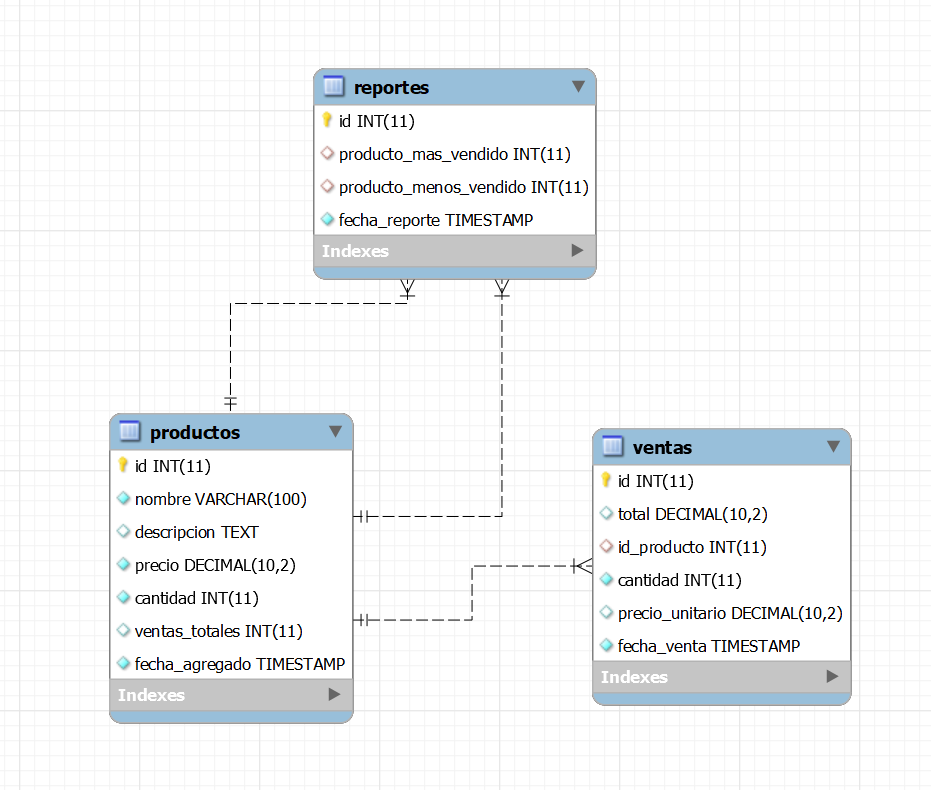 reportes
id INT(11)
producto_mas_vendido INT(11)
producto_menos_vendido INT(11)
fecha_reporte TIMESTAMP
Indexes
productos
id INT(11)
nombre VARCHAR(100)
descripcion TEXT
precio DECIMAL(10,2)
cantidad INT(11)
ventas_totales INT(11)
fecha_agregado TIMESTAMP
Indexes
ventas
id INT(11)
total DECIMAL(10,2)
id_producto INT(11)
cantidad INT(11)
precio_unitario DECIMAL(10,2)
fecha_venta TIMESTAMP
Indexes